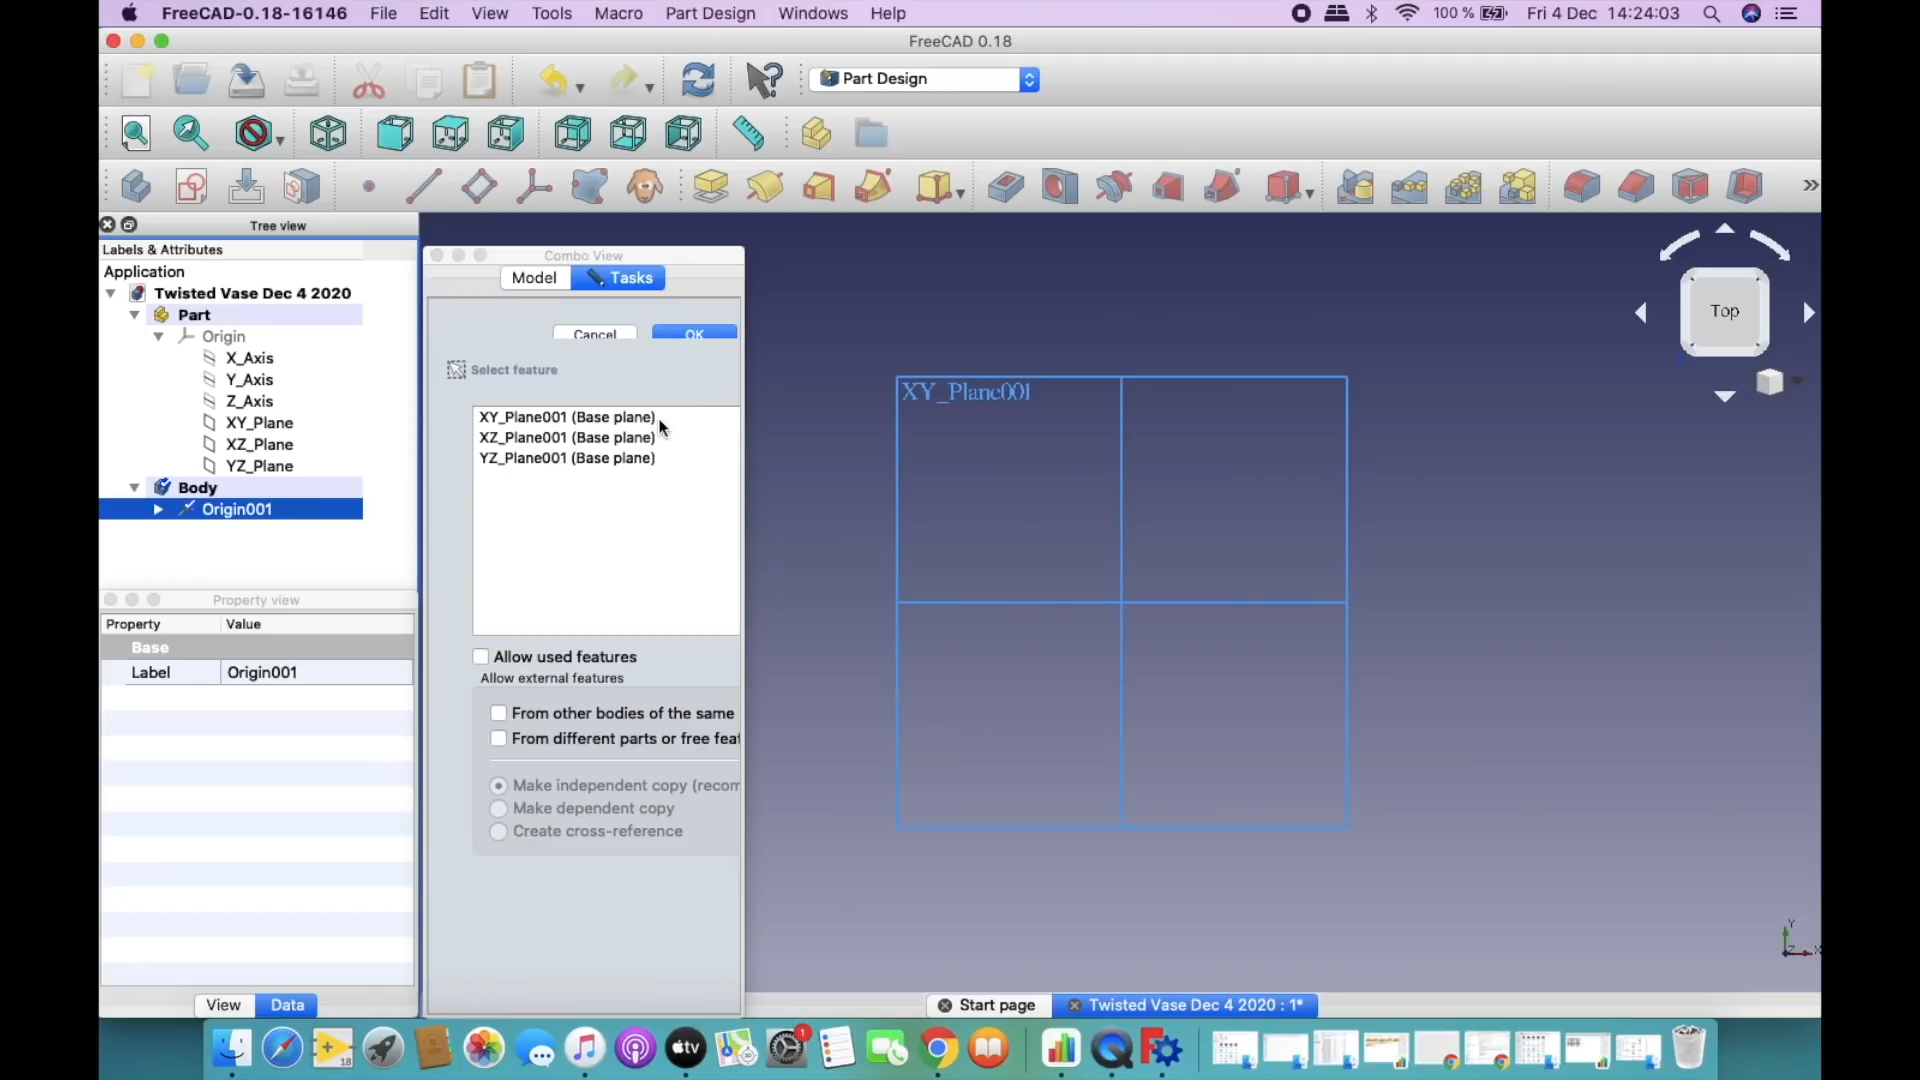 FreeCAD-0.18-16146 File Edit View Tools Macro Part Design Windows Help 100 % Fri 4 Dec 14:24:03
FreeCAD 0.18
Part Design
Tree view
Labels & Attributes
Application
Twisted Vase Dec 4 2020
Part
Origin
X_Axis
Y_Axis
Z_Axis
XY_Plane
XZ_Plane
YZ_Plane
Body
Origin001
Property view
Property Value
Base
Label Origin001
View Data
Combo View
Model Tasks
Cancel OK
Select feature
XY_Plane001 (Base plane)
XZ_Plane001 (Base plane)
YZ_Plane001 (Base plane)
Allow used features
Allow external features
From other bodies of the same
From different parts or free feat
Make independent copy (recom
Make dependent copy
Create cross-reference
XY_Plane001
Top
Y
Z X
Start page Twisted Vase Dec 4 2020 : 1*
18
tv
1